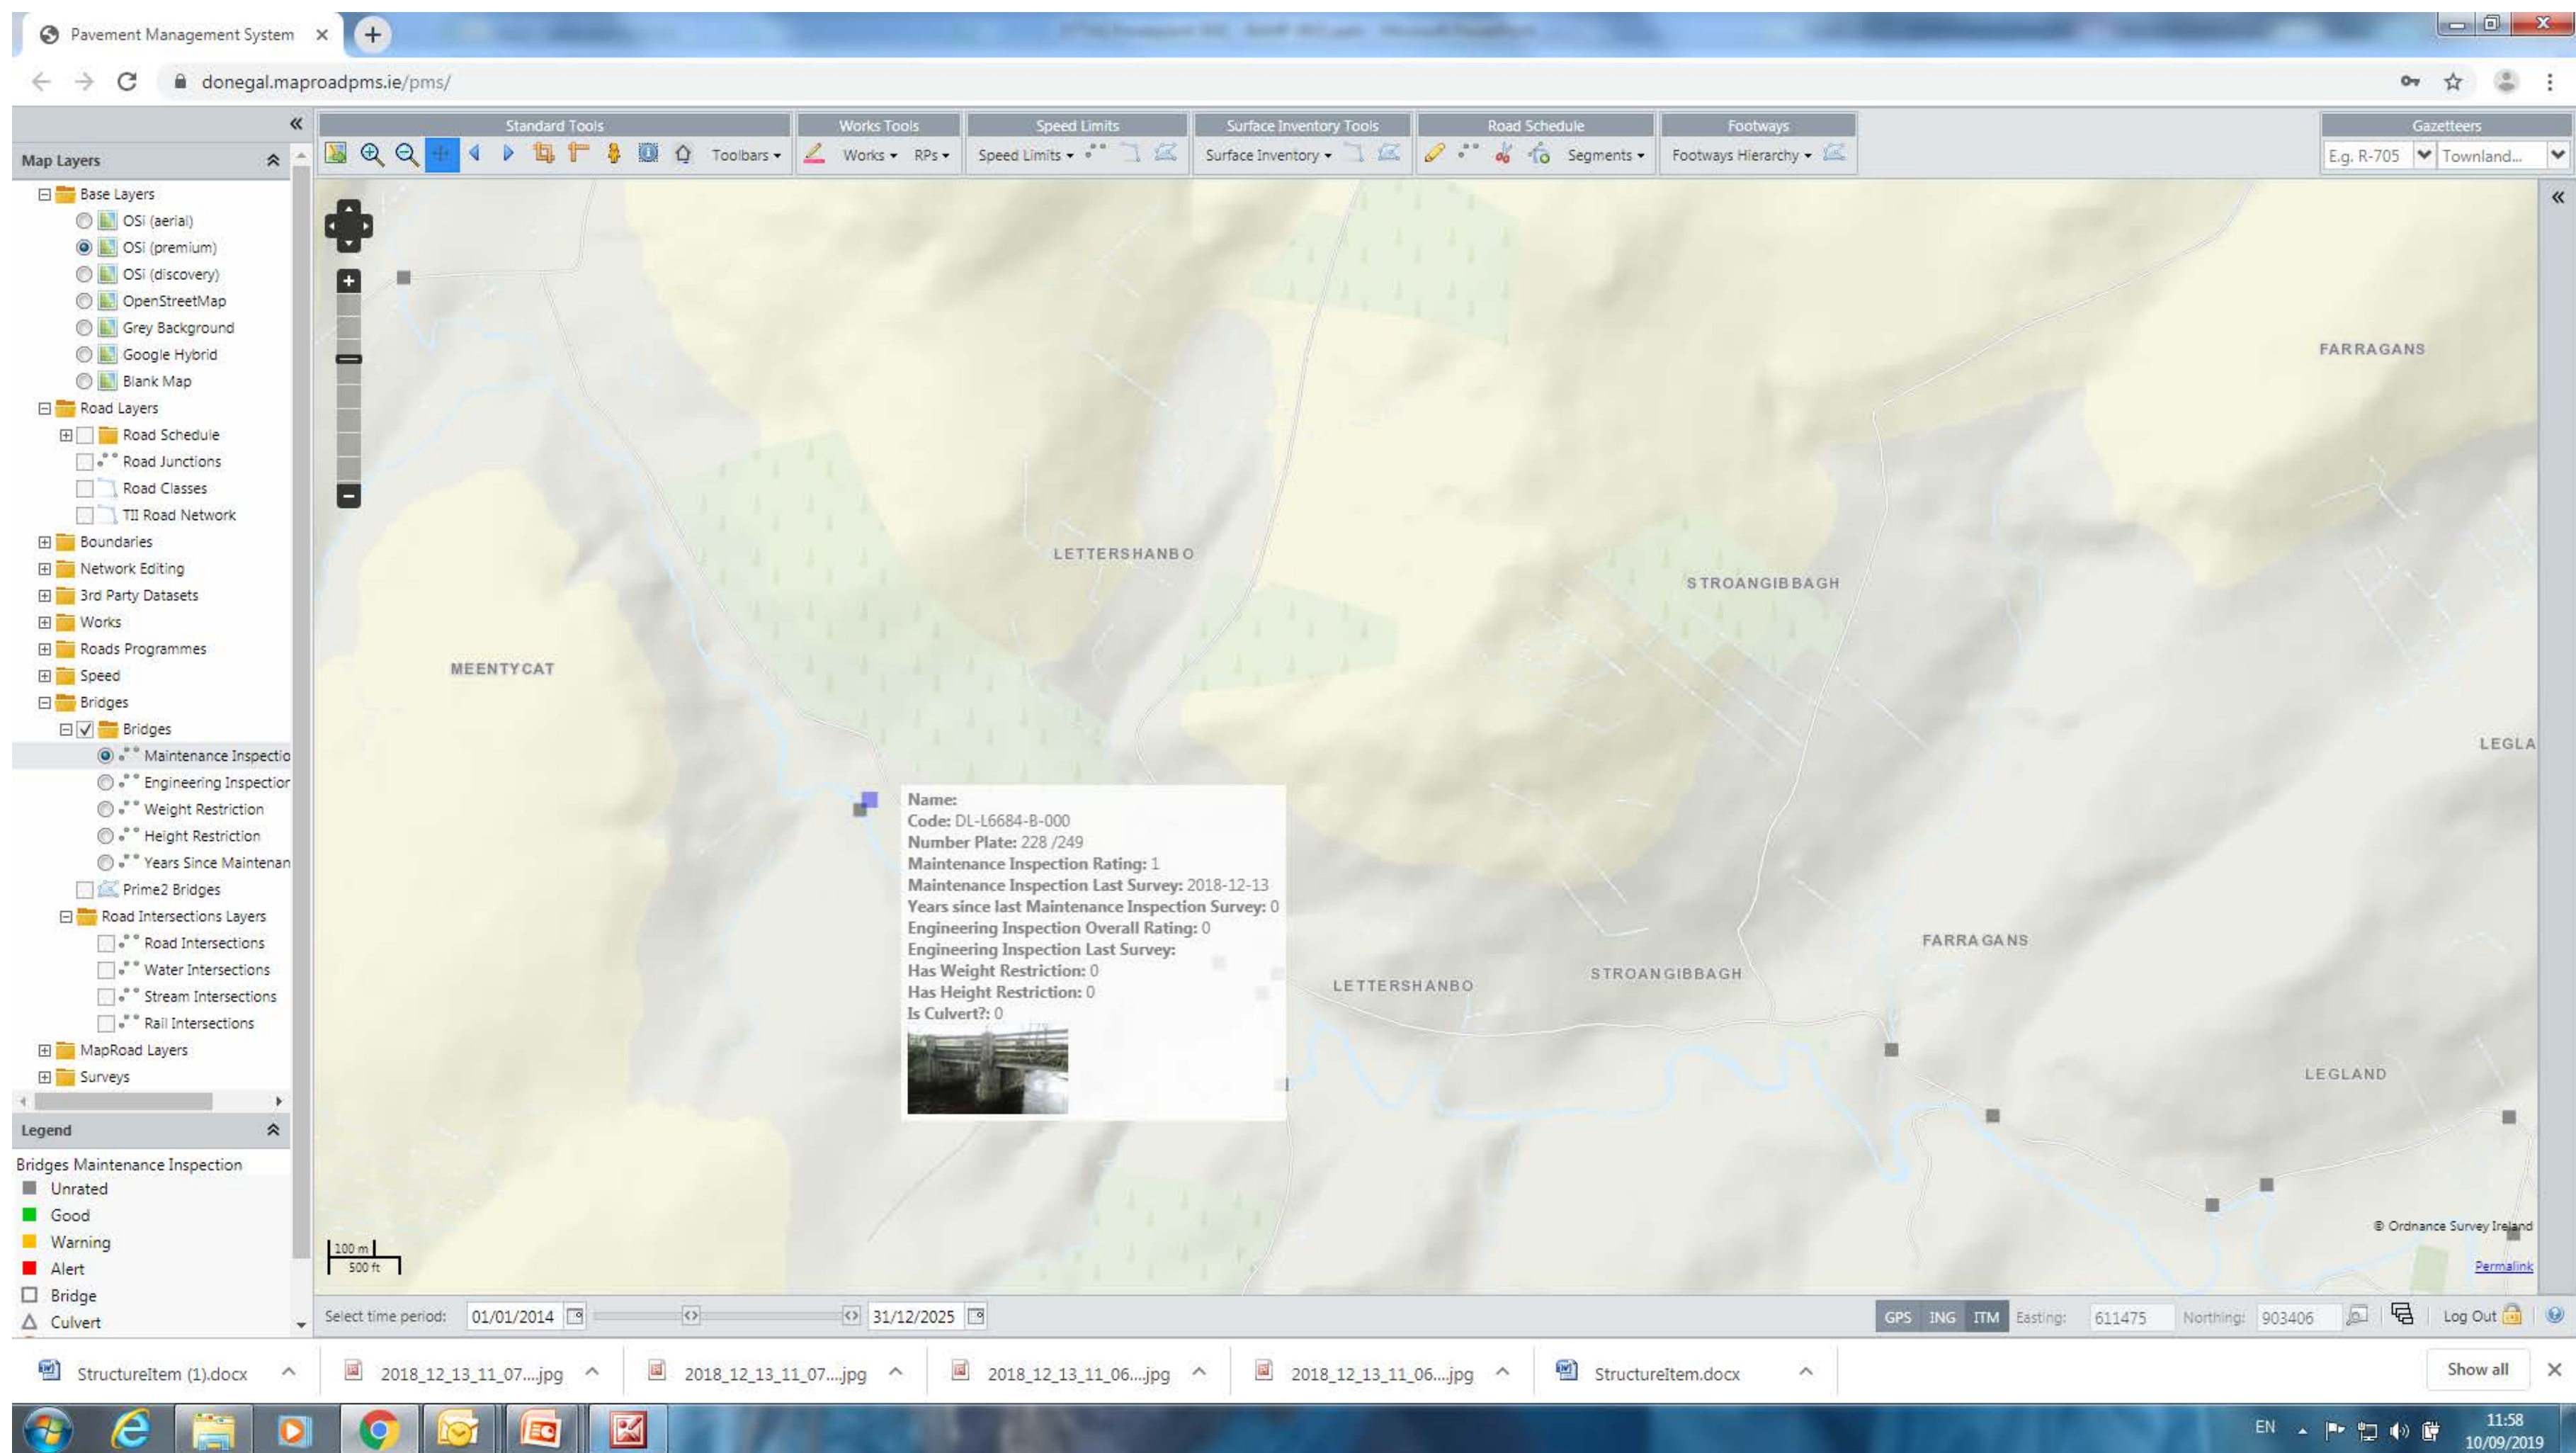 Pavement Management System
donegal.maproadpms.ie/pms/
Standard Tools
Works Tools
Speed Limits
Surface Inventory Tools
Road Schedule
Footways
Gazetteers
Toolbars
Works
RPs
Speed Limits
Surface Inventory
Segments
Footways Hierarchy
E.g. R-705
Townland...
Map Layers
Base Layers
OSi (aerial)
OSi (premium)
OSi (discovery)
OpenStreetMap
Grey Background
Google Hybrid
Blank Map
Road Layers
Road Schedule
Road Junctions
Road Classes
TII Road Network
Boundaries
Network Editing
3rd Party Datasets
Works
Roads Programmes
Speed
Bridges
Bridges
Maintenance Inspectio
Engineering Inspection
Weight Restriction
Height Restriction
Years Since Maintenan
Prime2 Bridges
Road Intersections Layers
Road Intersections
Water Intersections
Stream Intersections
Rail Intersections
MapRoad Layers
Surveys
Legend
Bridges Maintenance Inspection
Unrated
Good
Warning
Alert
Bridge
Culvert
FARRAGANS
LETTERSHANBO
STROANGIBBAGH
MEENTYCAT
LEGLA
Name:
Code: DL-L6684-B-000
Number Plate: 228 /249
Maintenance Inspection Rating: 1
Maintenance Inspection Last Survey: 2018-12-13
Years since last Maintenance Inspection Survey: 0
Engineering Inspection Overall Rating: 0
Engineering Inspection Last Survey:
Has Weight Restriction: 0
Has Height Restriction: 0
Is Culvert?: 0
FARRAGANS
STROANGIBBAGH
LETTERSHANBO
LEGLAND
© Ordnance Survey Ireland
Permalink
100 m
500 ft
Select time period:
01/01/2014
31/12/2025
GPS ING ITM Easting: 611475 Northing: 903406
Log Out
StructureItem (1).docx
2018_12_13_11_07....jpg
2018_12_13_11_07....jpg
2018_12_13_11_06....jpg
2018_12_13_11_06....jpg
StructureItem.docx
Show all
EN
11:58
10/09/2019